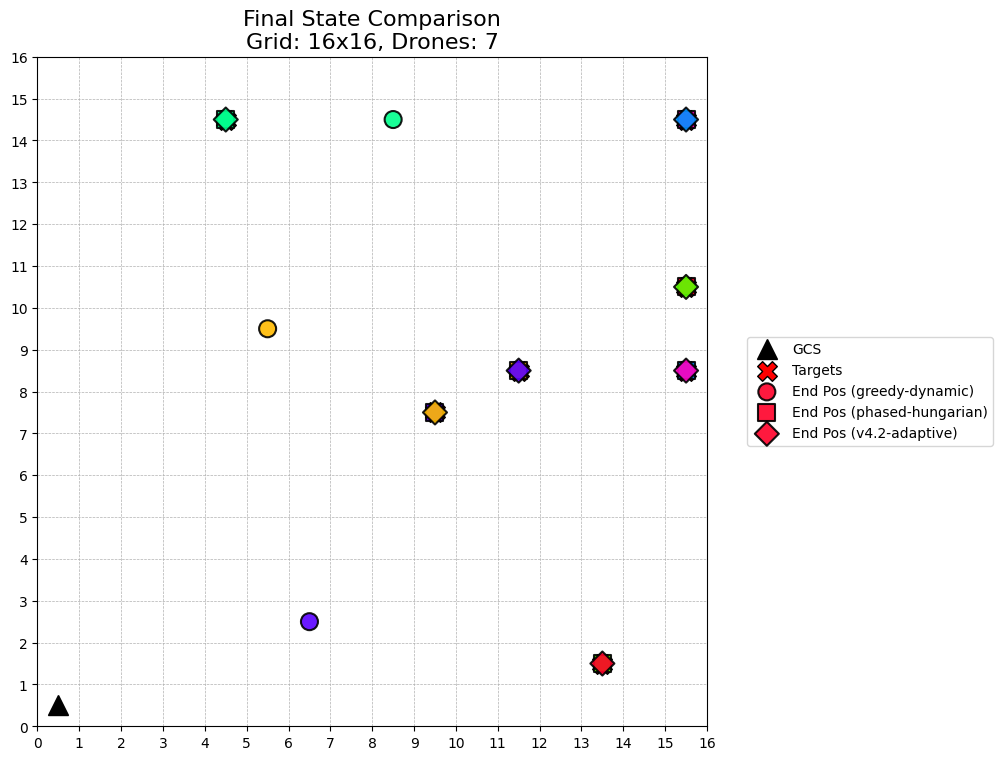 Final State Comparison
Grid: 16x16, Drones: 7
16
15
14
13
12
11
10
9
8
7
6
5
4
3
2
1
0
0 1 2 3 4 5 6 7 8 9 10 11 12 13 14 15 16
GCS
Targets
End Pos (greedy-dynamic)
End Pos (phased-hungarian)
End Pos (v4.2-adaptive)